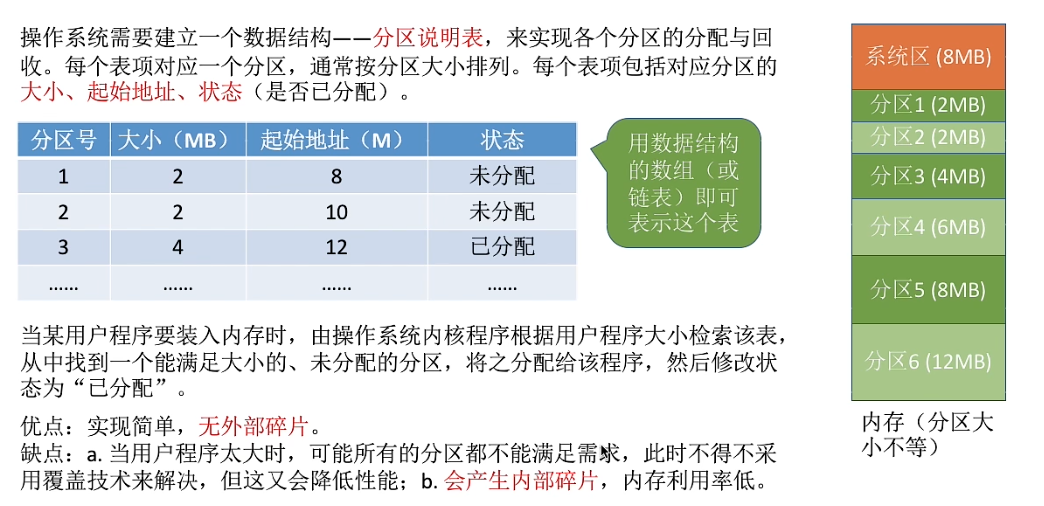 操作系统需要建立一个数据结构——分区说明表，来实现各个分区的分配与回
收。每个表项对应一个分区，通常按分区大小排列。每个表项包括对应分区的
大小、起始地址、状态（是否已分配）。
分区号 大小（MB） 起始地址（M） 状态
1 2 8 未分配
2 2 10 未分配
3 4 12 已分配
…… …… …… ……
用数据结构
的数组（或
链表）即可
表示这个表
当某用户程序要装入内存时，由操作系统内核程序根据用户程序大小检索该表，
从中找到一个能满足大小的、未分配的分区，将之分配给该程序，然后修改状
态为“已分配”。
优点：实现简单，无外部碎片。
缺点：a. 当用户程序太大时，可能所有的分区都不能满足需求，此时不得不采
用覆盖技术来解决，但这又会降低性能；b. 会产生内部碎片，内存利用率低。
系统区 (8MB)
分区1 (2MB)
分区2 (2MB)
分区3 (4MB)
分区4 (6MB)
分区5 (8MB)
分区6 (12MB)
内存（分区大
小不等）